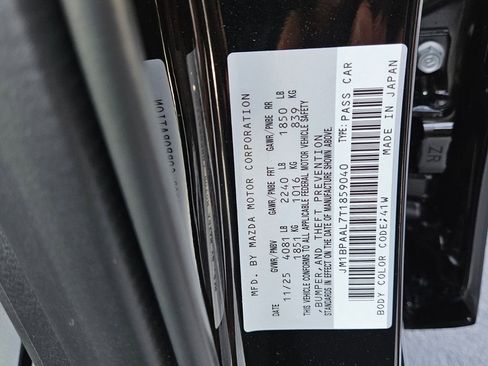 MFD. BY MAZDA MOTOR CORPORATION
GVWR/PNBV GAWR/PNBE FRT GAWR/PNBE RR
DATE 11/25 4081 LB 2240 LB 1850 LB
1851 KG 1016 KG 839 KG
THIS VEHICLE CONFORMS TO ALL APPLICABLE FEDERAL MOTOR VEHICLE SAFETY
,BUMPER,AND THEFT PREVENTION
STANDARDS IN EFFECT ON THE DATE OF MANUFACTURE SHOWN ABOVE.
JM1BPAAL7T1859040 TYPE:PASS CAR
BODY COLOR CODE:41W MADE IN JAPAN
ZR